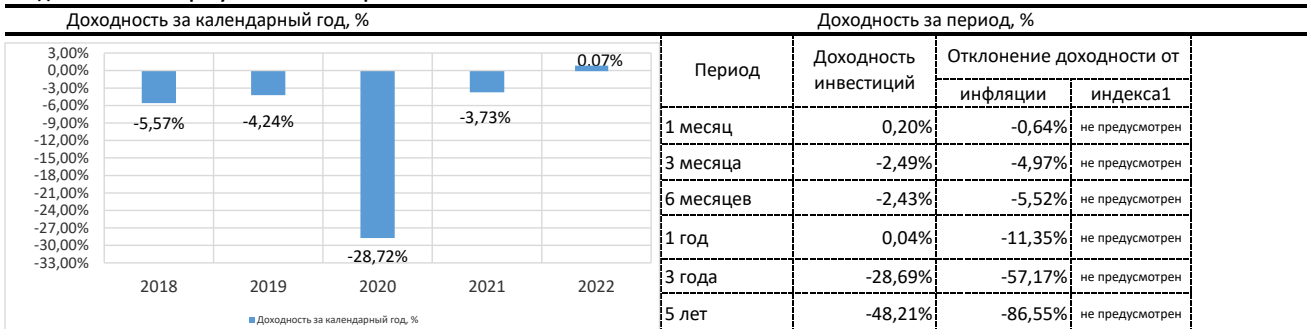 Доходность за календарный год, %
Доходность за период, %
3,00%
0,00%
-3,00%
-6,00%
-9,00%
-12,00%
-15,00%
-18,00%
-21,00%
-24,00%
-27,00%
-30,00%
-33,00%
-5,57%
-4,24%
-28,72%
-3,73%
0,07%
2018 2019 2020 2021 2022
Доходность за календарный год, %
Период Доходность инвестиций Отклонение доходности от
инфляции индекса1
1 месяц 0,20% -0,64% не предусмотрен
3 месяца -2,49% -4,97% не предусмотрен
6 месяцев -2,43% -5,52% не предусмотрен
1 год 0,04% -11,35% не предусмотрен
3 года -28,69% -57,17% не предусмотрен
5 лет -48,21% -86,55% не предусмотрен